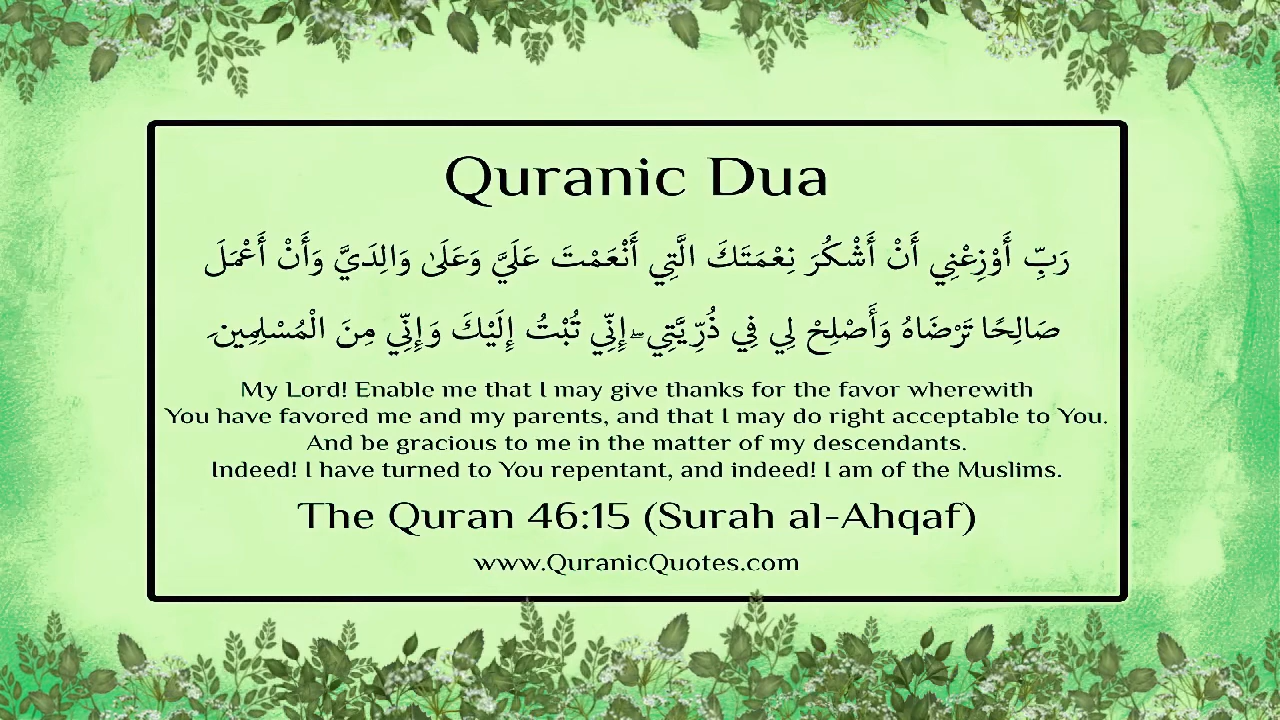 Quranic Dua
رَبِّ أَوْزِعْنِي أَنْ أَشْكُرَ نِعْمَتَكَ الَّتِي أَنْعَمْتَ عَلَيَّ وَعَلَىٰ وَالِدَيَّ وَأَنْ أَعْمَلَ
صَالِحًا تَرْضَاهُ وَأَصْلِحْ لِي فِي ذُرِّيَّتِي ۖ إِنِّي تُبْتُ إِلَيْكَ وَإِنِّي مِنَ الْمُسْلِمِينَ
My Lord! Enable me that I may give thanks for the favor wherewith
You have favored me and my parents, and that I may do right acceptable to You.
And be gracious to me in the matter of my descendants.
Indeed! I have turned to You repentant, and indeed! I am of the Muslims.
The Quran 46:15 (Surah al-Ahqaf)
www.QuranicQuotes.com